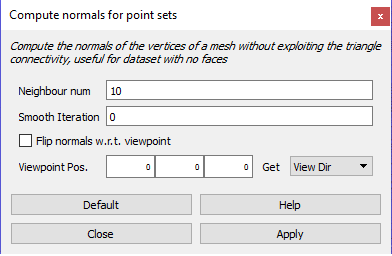 Compute normals for point sets
x
Compute the normals of the vertices of a mesh without exploiting the triangle
connectivity, useful for dataset with no faces
Neighbour num 10
Smooth Iteration 0
Flip normals w.r.t. viewpoint
Viewpoint Pos. 0 0 0 Get View Dir
Default Help
Close Apply